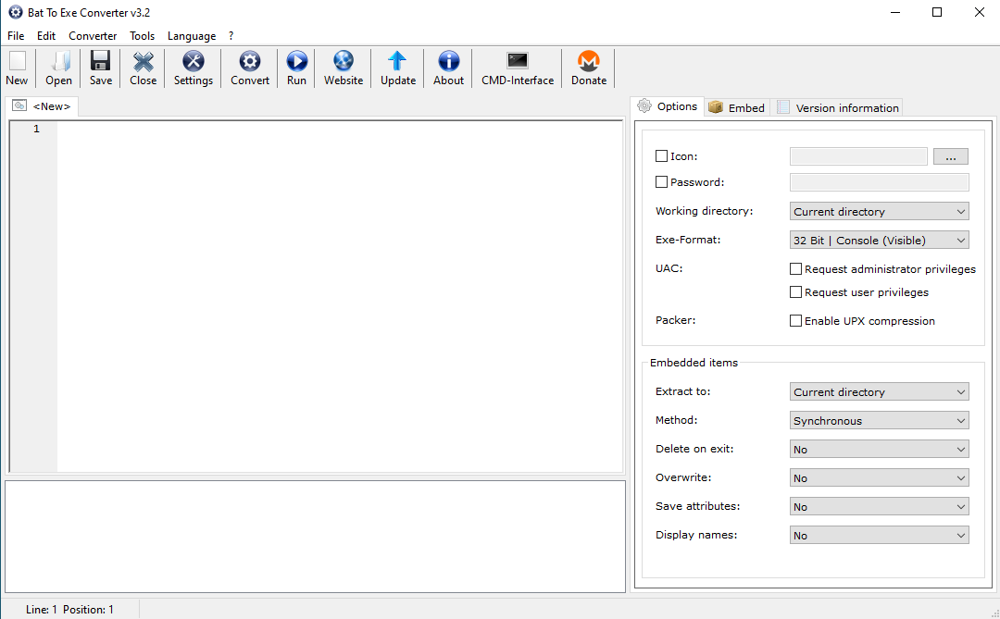 Bat To Exe Converter v3.2
File Edit Converter Tools Language ?
New Open Save Close Settings Convert Run Website Update About CMD-Interface Donate
<New>
Options Embed Version information
1
Icon: ...
Password:
Working directory: Current directory
Exe-Format: 32 Bit | Console (Visible)
UAC: Request administrator privileges
Request user privileges
Packer: Enable UPX compression
Embedded items
Extract to: Current directory
Method: Synchronous
Delete on exit: No
Overwrite: No
Save attributes: No
Display names: No
Line: 1 Position: 1